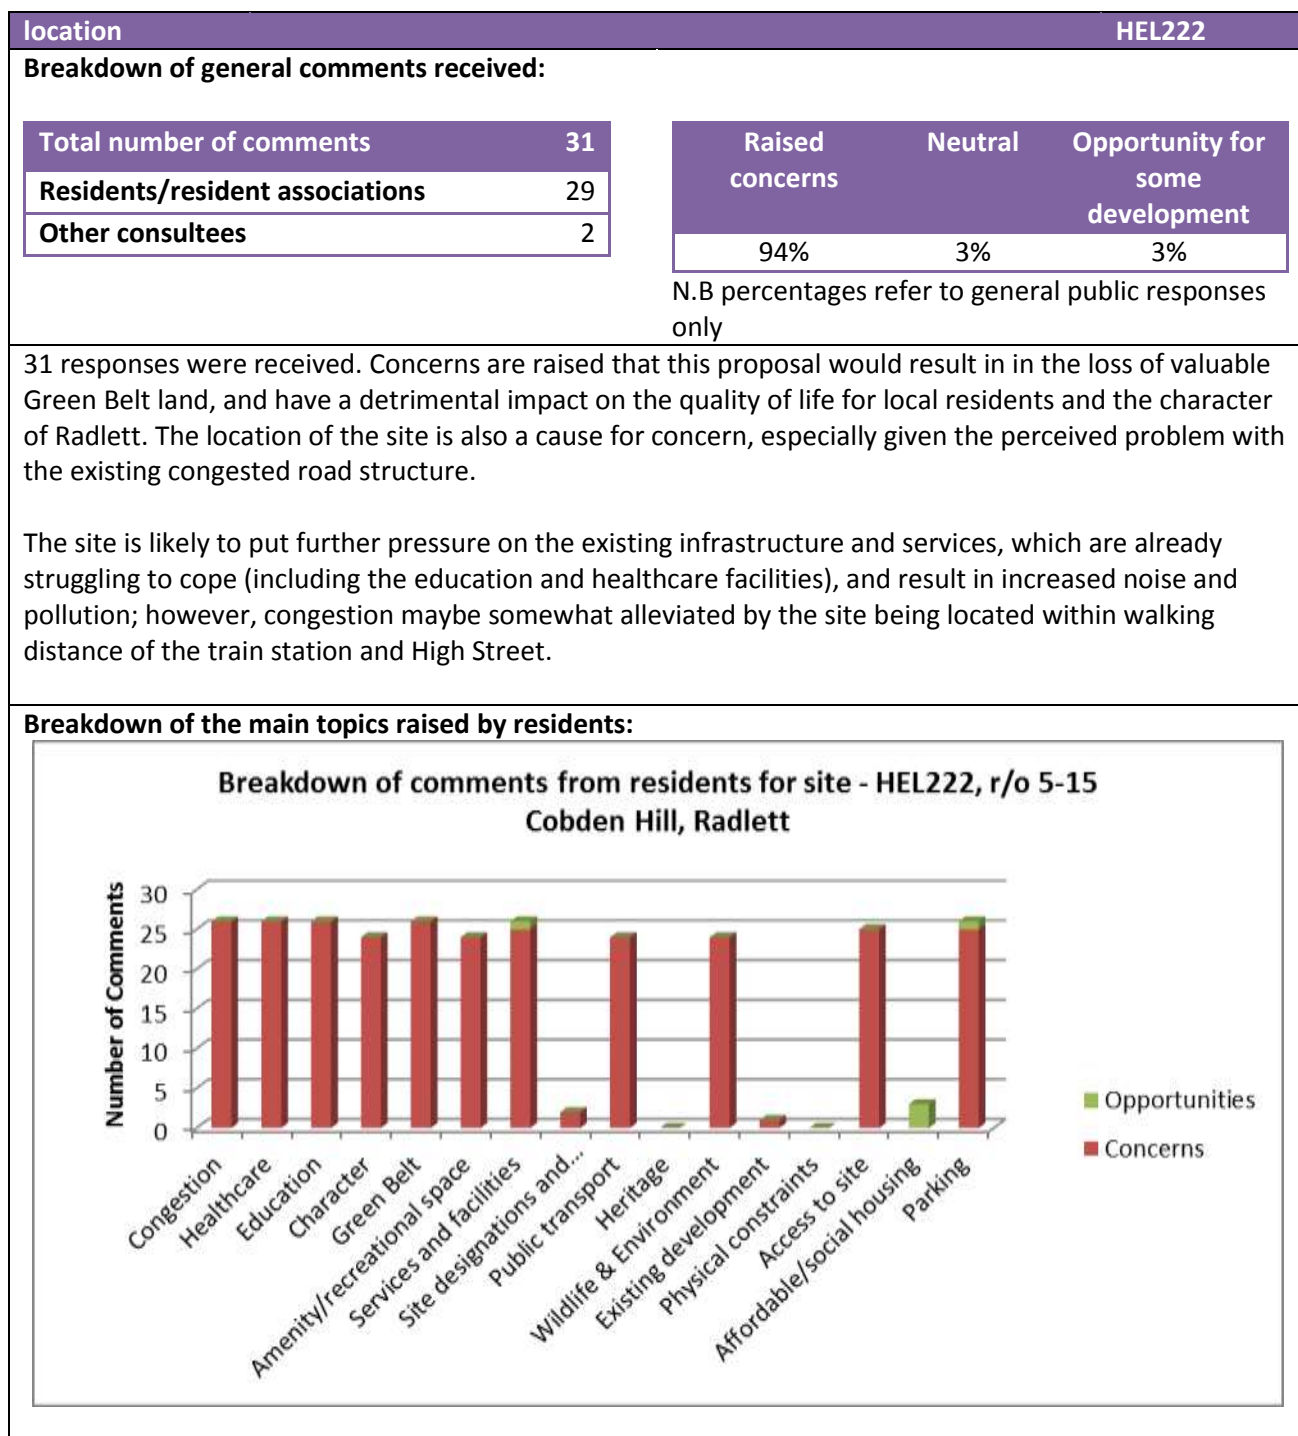 location HEL222
Breakdown of general comments received:
Total number of comments 31
Residents/resident associations 29
Other consultees 2
Raised concerns Neutral Opportunity for some development
94% 3% 3%
N.B percentages refer to general public responses
only
31 responses were received. Concerns are raised that this proposal would result in in the loss of valuable
Green Belt land, and have a detrimental impact on the quality of life for local residents and the character
of Radlett. The location of the site is also a cause for concern, especially given the perceived problem with
the existing congested road structure.
The site is likely to put further pressure on the existing infrastructure and services, which are already
struggling to cope (including the education and healthcare facilities), and result in increased noise and
pollution; however, congestion maybe somewhat alleviated by the site being located within walking
distance of the train station and High Street.
Breakdown of the main topics raised by residents:
Breakdown of comments from residents for site - HEL222, r/o 5-15
Cobden Hill, Radlett
Number of Comments
30
25
20
15
10
5
0
Congestion
Healthcare
Education
Character
Green Belt
Amenity/recreational space
Services and facilities
Site designations and...
Public transport
Heritage
Wildlife & Environment
Existing development
Physical constraints
Access to site
Affordable/social housing
Parking
Opportunities
Concerns